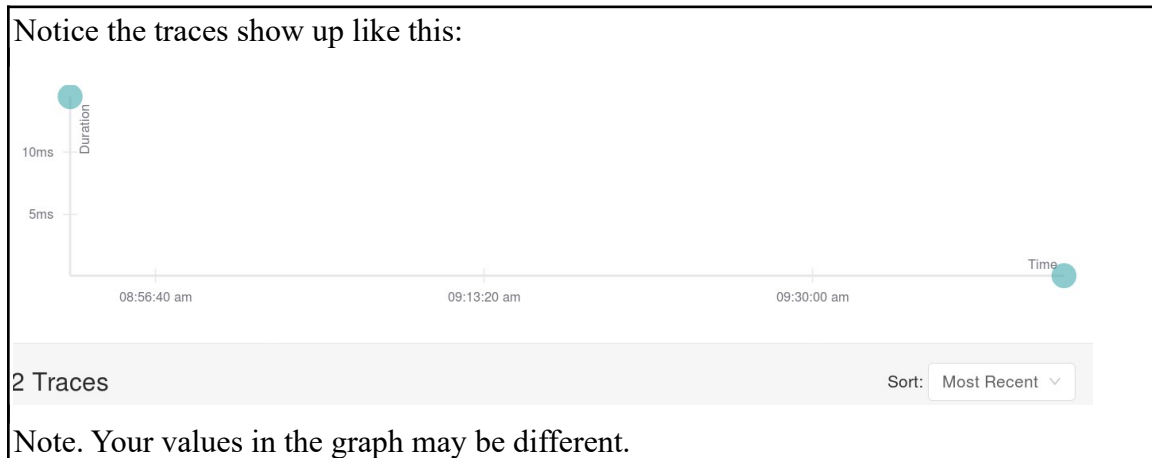 Notice the traces show up like this:
Duration
10ms
5ms
Time
08:56:40 am
09:13:20 am
09:30:00 am
2 Traces
Sort: Most Recent
Note. Your values in the graph may be different.